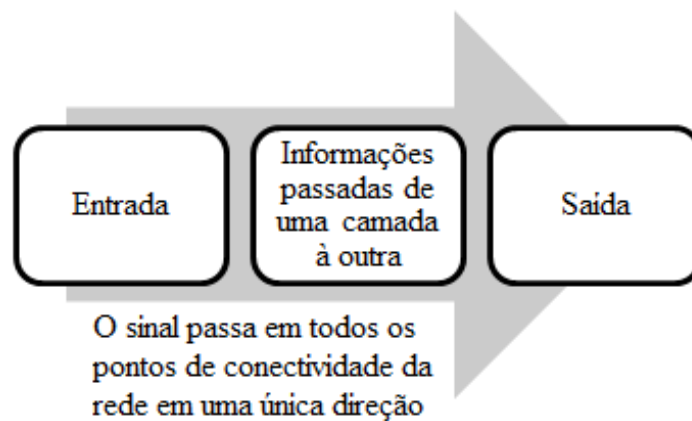 Entrada
Informações
passadas de
uma camada
à outra
Saída
O sinal passa em todos os
pontos de conectividade da
rede em uma única direção